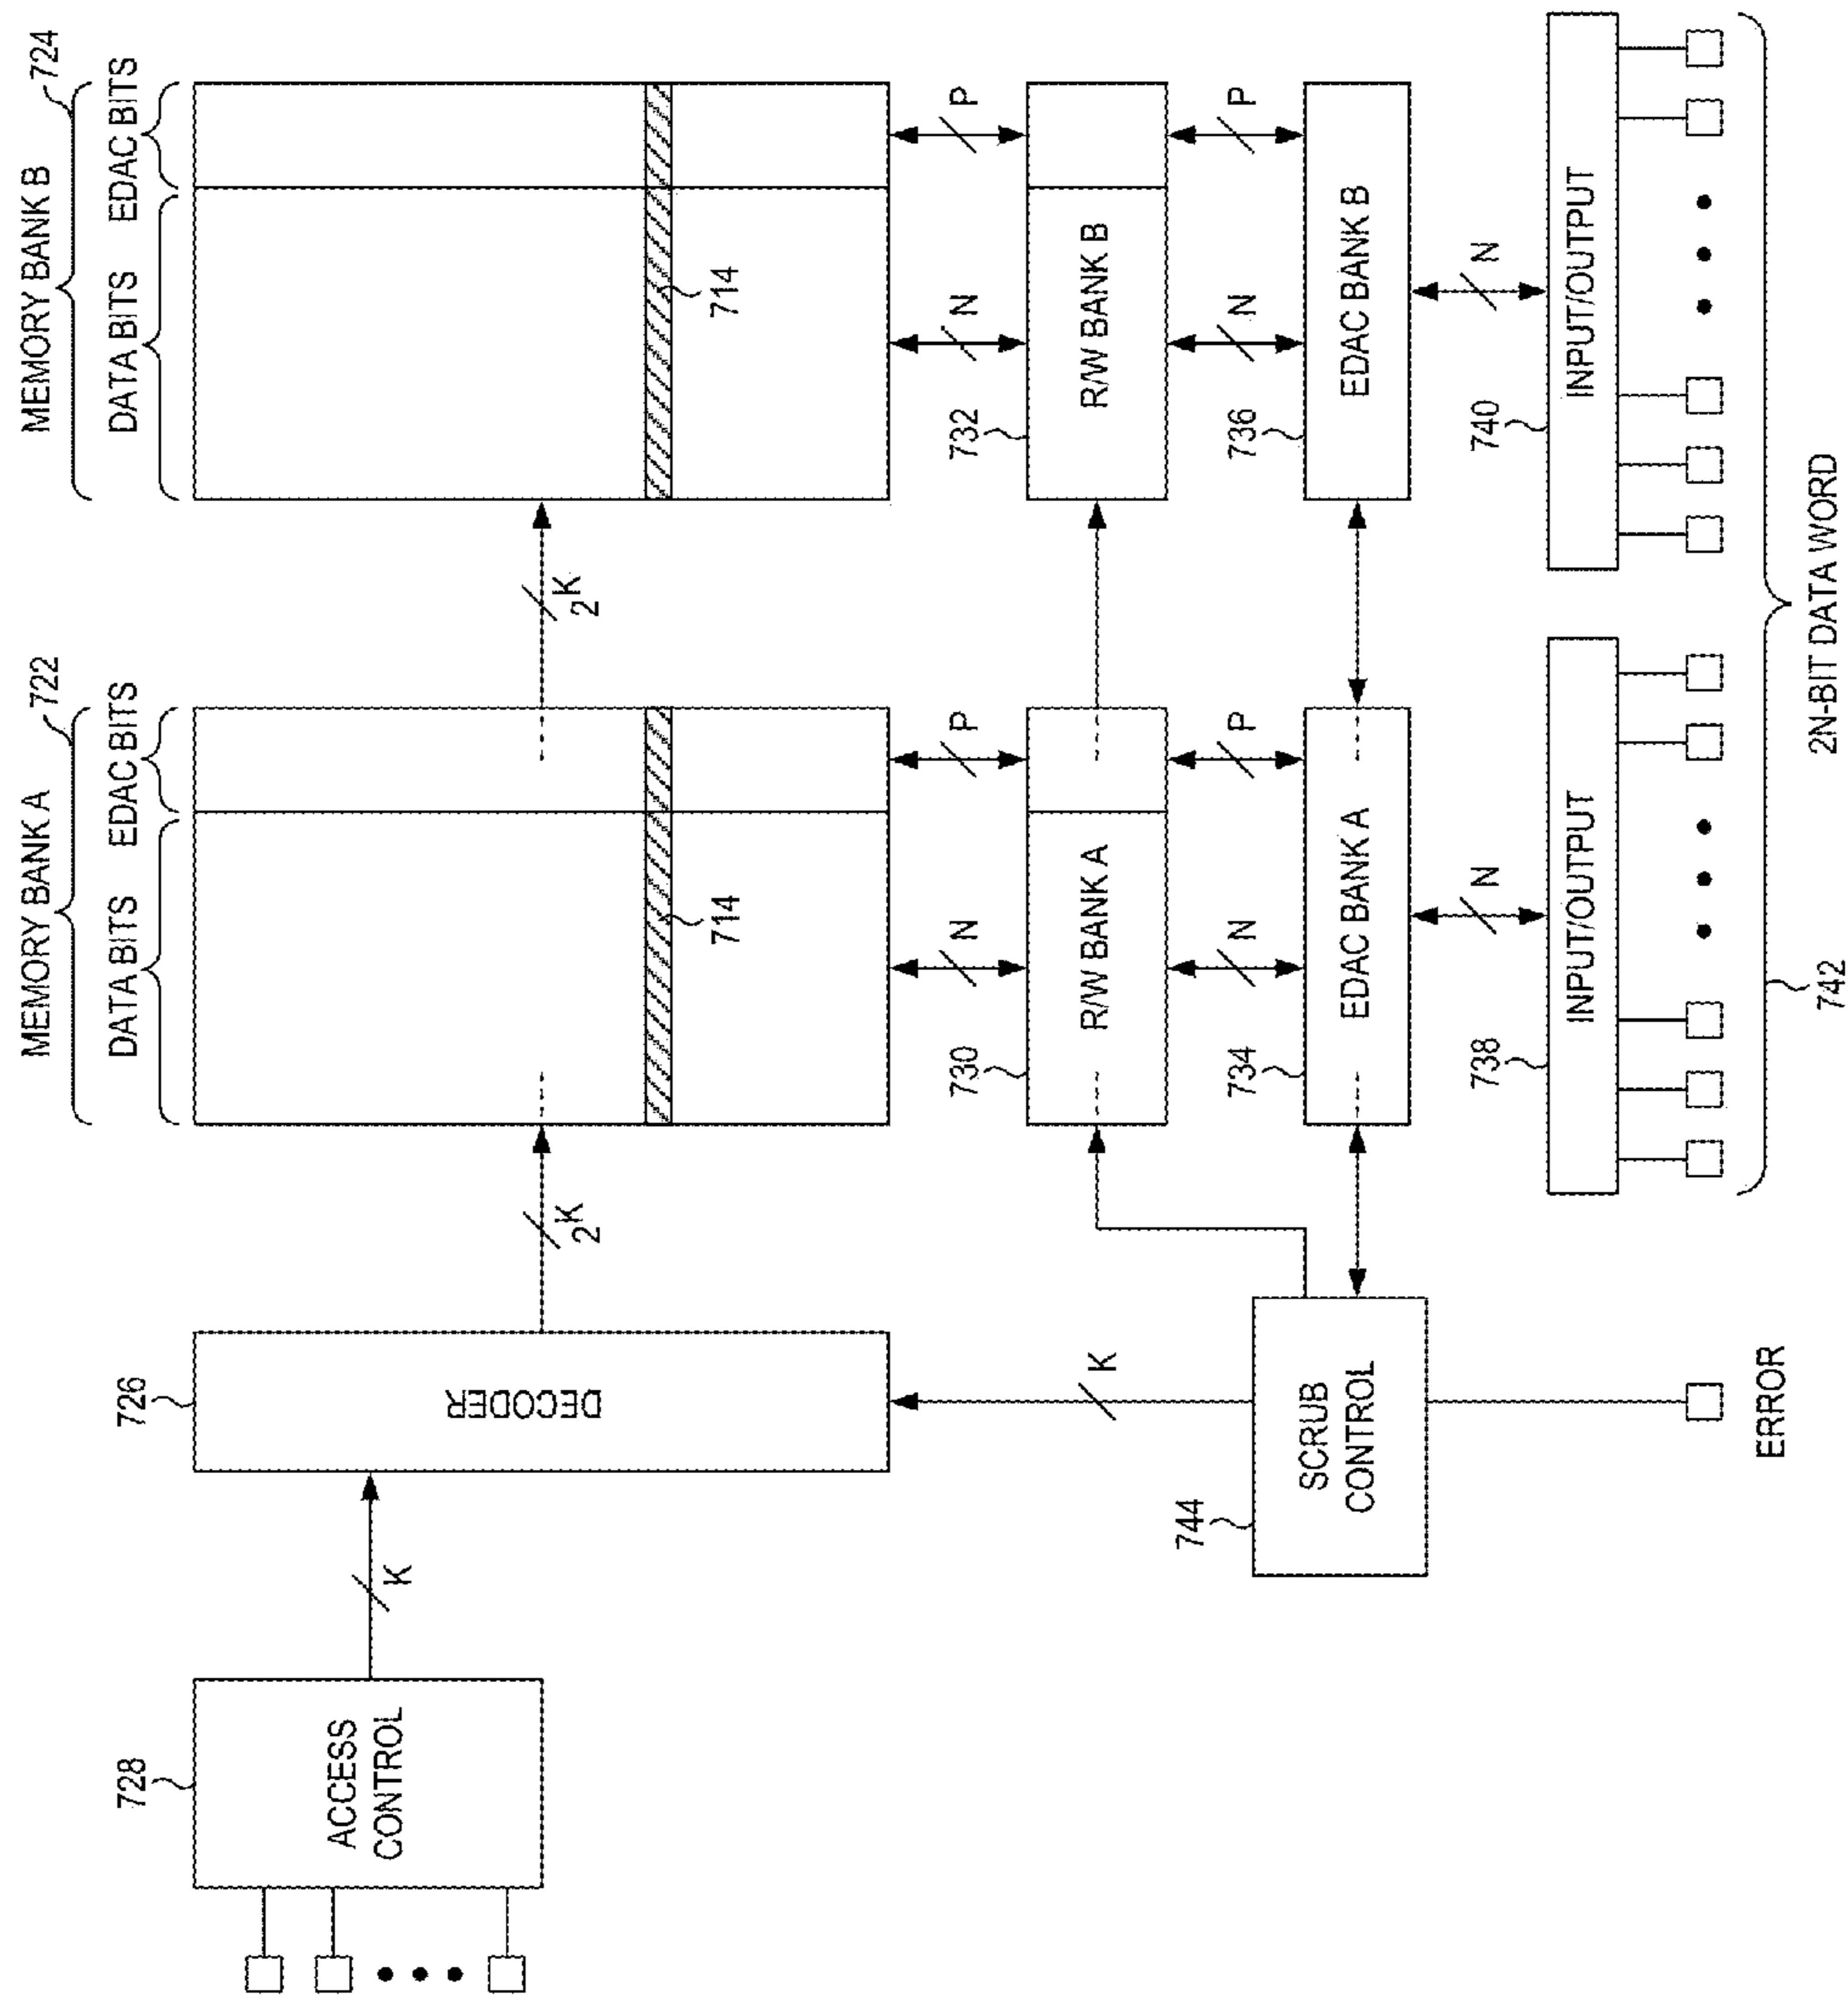 MEMORY BANK A
722
DATA BITS
EDAC BITS
MEMORY BANK B
724
DATA BITS
EDAC BITS
728
ACCESS
CONTROL
K
726
DECODER
2^K
714
2^K
714
N
P
N
P
730
R/W BANK A
732
R/W BANK B
K
N
P
N
P
744
SCRUB
CONTROL
734
EDAC BANK A
736
EDAC BANK B
N
N
738
INPUT/OUTPUT
740
INPUT/OUTPUT
ERROR
742
2N-BIT DATA WORD